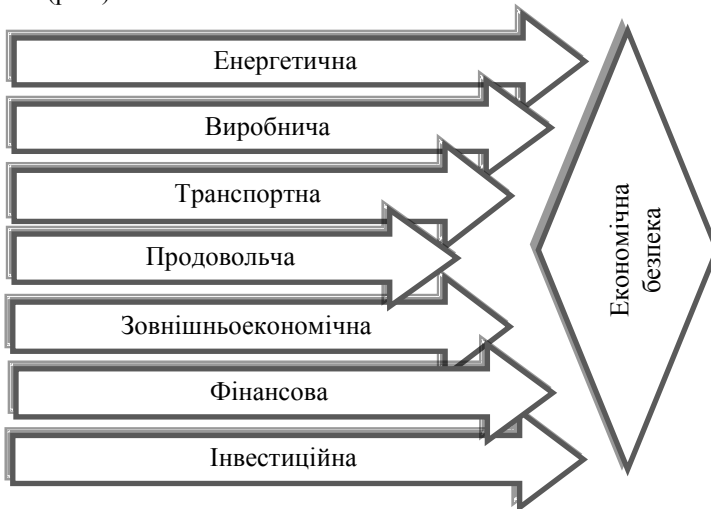 Енергетична
Виробнича
Транспортна
Продовольча
Зовнішньоекономічна
Фінансова
Інвестиційна
Економічна
безпека